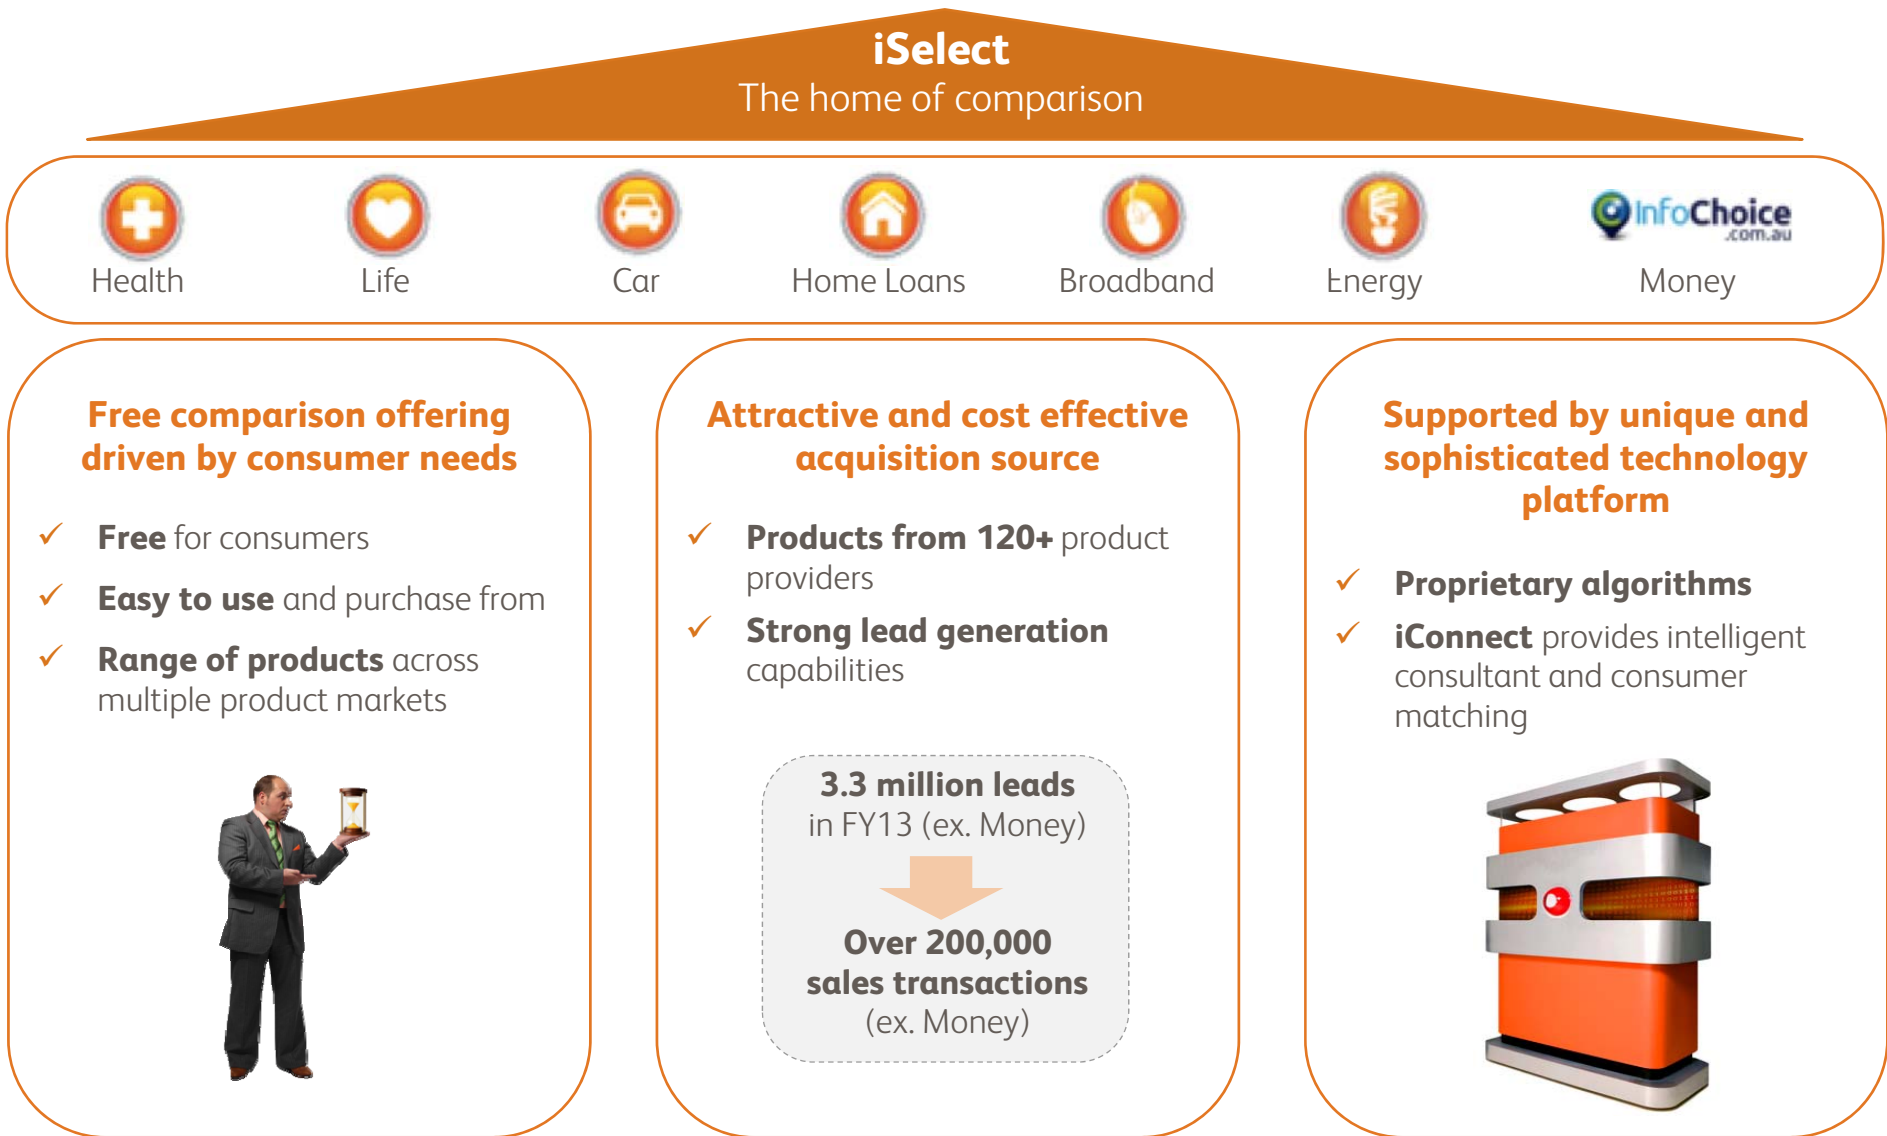 iSelect
The home of comparison
InfoChoice
.com.au
Health
Life
Car
Home Loans
Broadband
Energy
Money
Free comparison offering
driven by consumer needs
Free for consumers
Easy to use and purchase from
Range of products across
multiple product markets
Attractive and cost effective
acquisition source
Products from 120+ product
providers
Strong lead generation
capabilities
3.3 million leads
in FY13 (ex. Money)
Over 200,000
sales transactions
(ex. Money)
Supported by unique and
sophisticated technology
platform
Proprietary algorithms
iConnect provides intelligent
consultant and consumer
matching